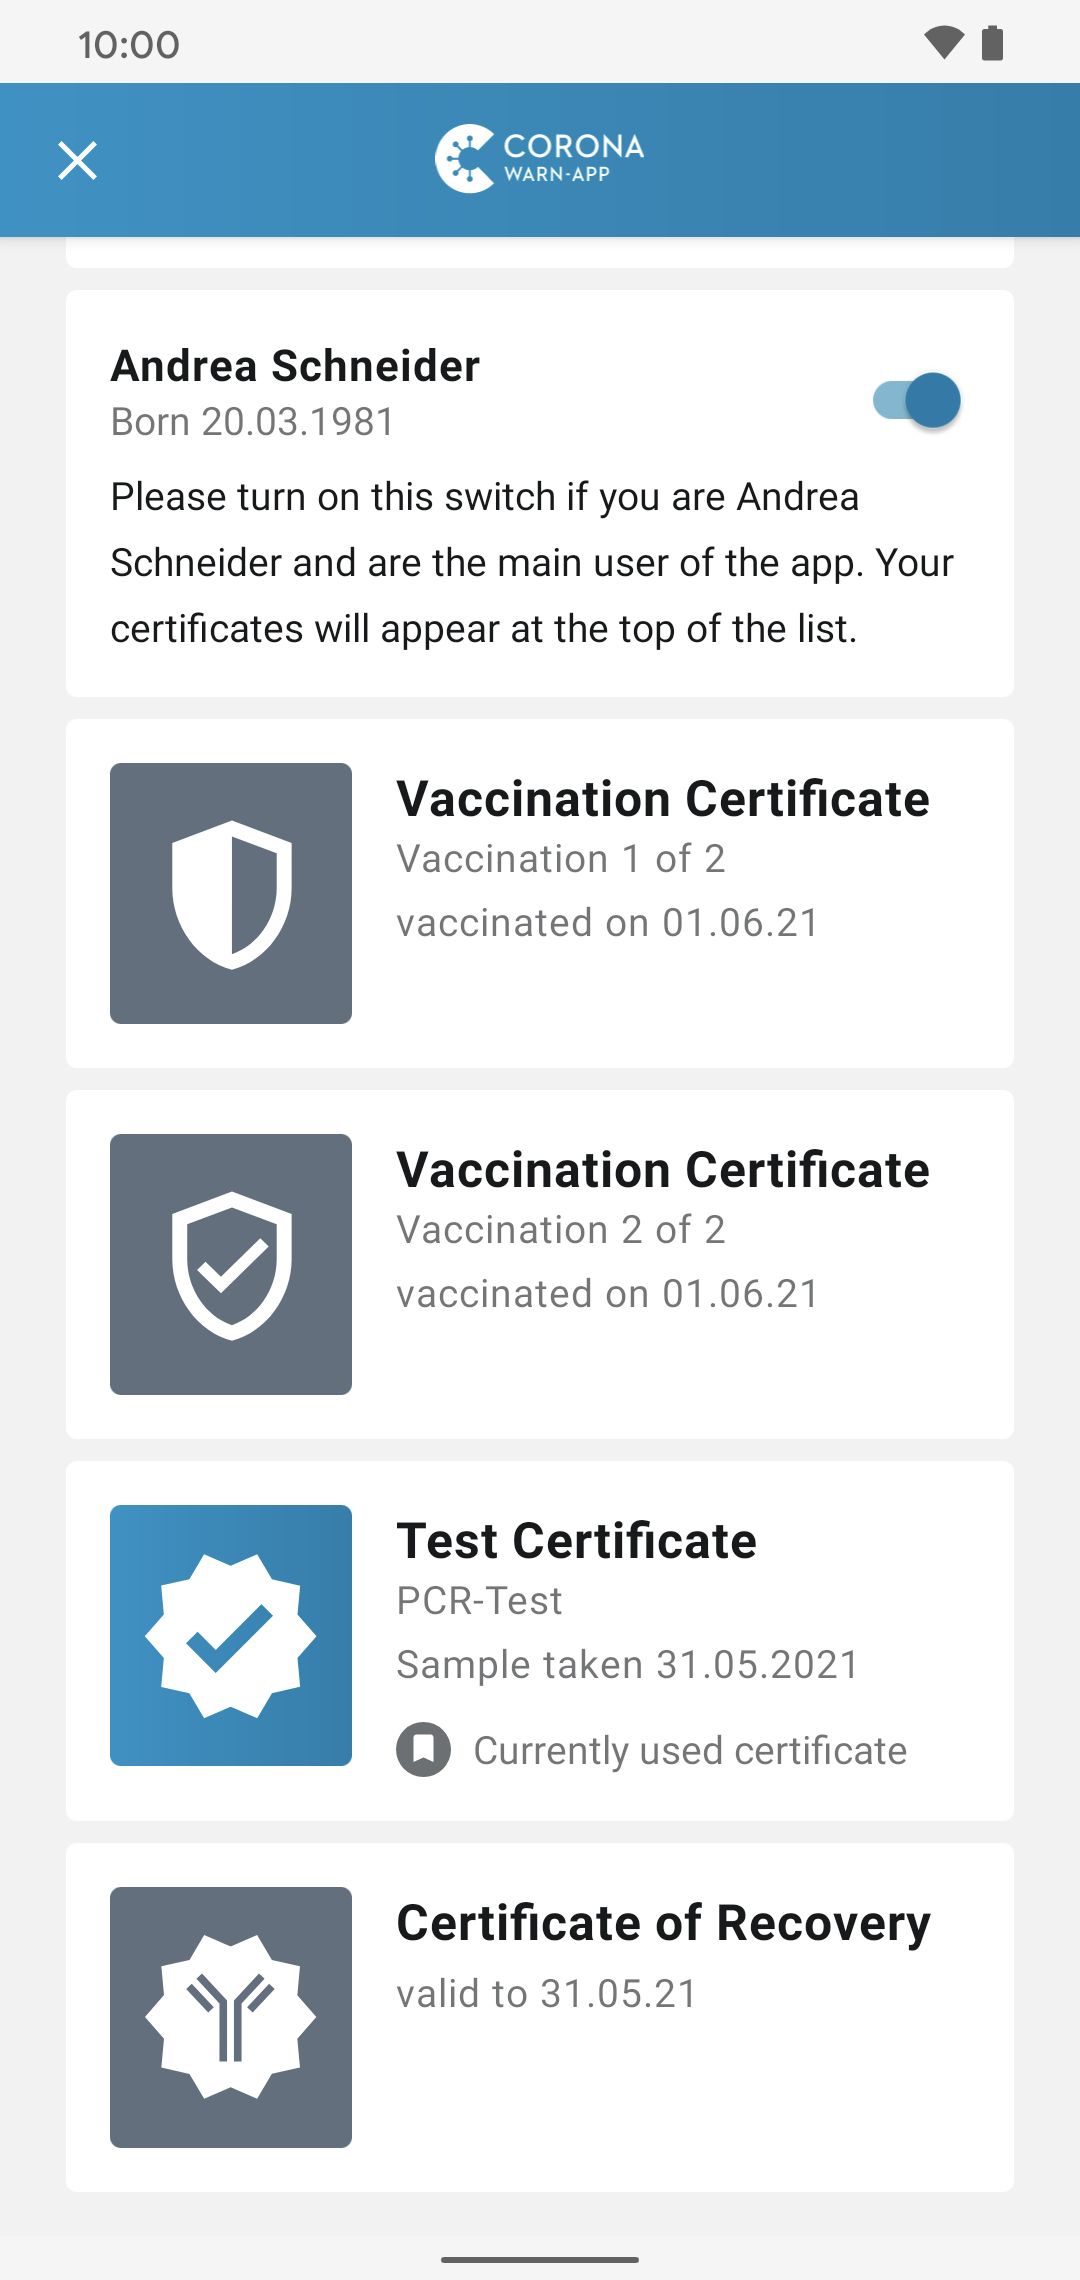 10:00
CORONA
WARN-APP
Andrea Schneider
Born 20.03.1981
Please turn on this switch if you are Andrea
Schneider and are the main user of the app. Your
certificates will appear at the top of the list.
Vaccination Certificate
Vaccination 1 of 2
vaccinated on 01.06.21
Vaccination Certificate
Vaccination 2 of 2
vaccinated on 01.06.21
Test Certificate
PCR-Test
Sample taken 31.05.2021
Currently used certificate
Certificate of Recovery
valid to 31.05.21